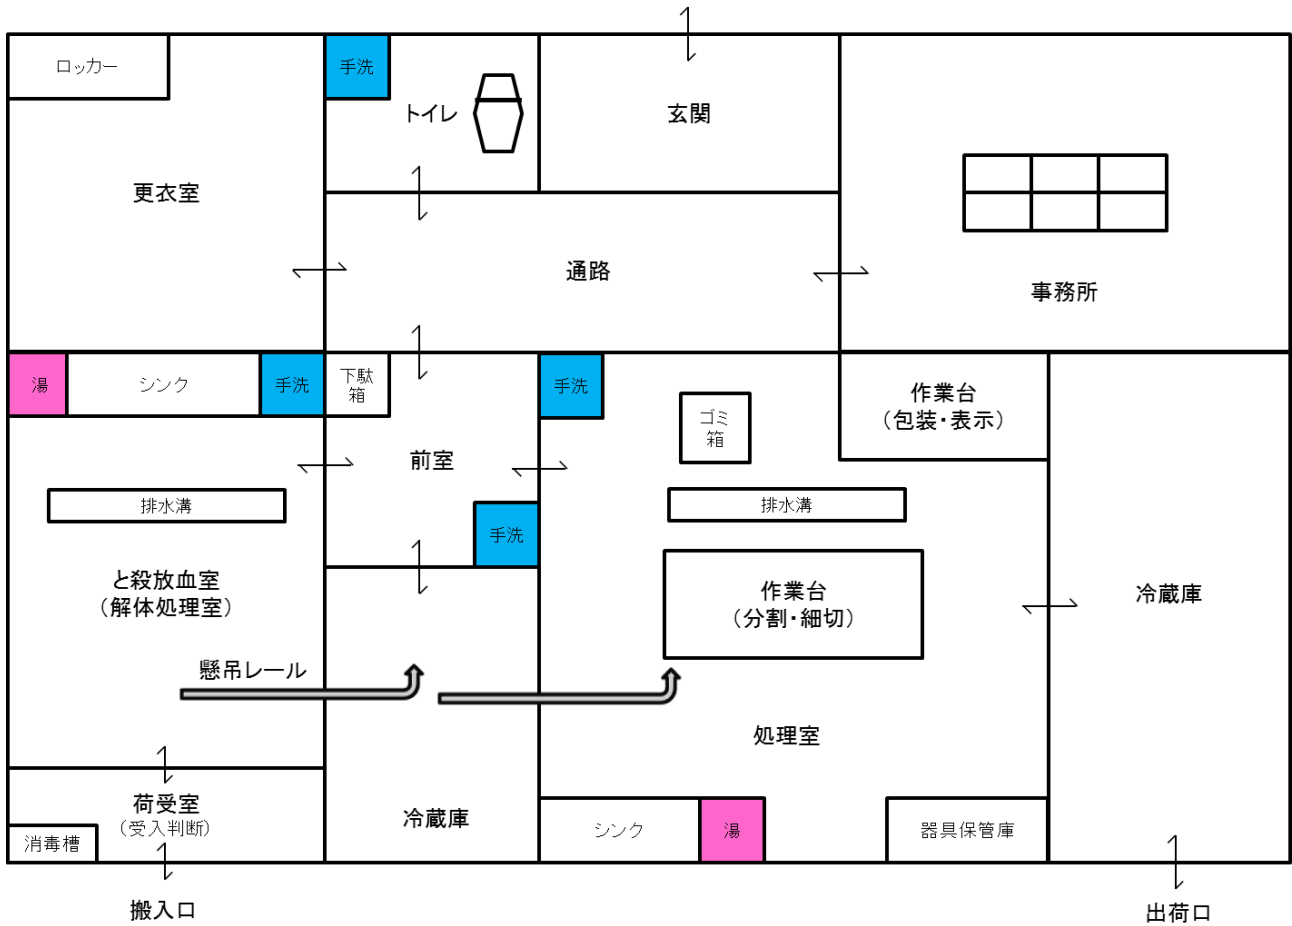 ロッカー
手洗
トイレ
玄関
更衣室
通路
事務所
湯
シンク
手洗
下駄
箱
手洗
ゴミ
箱
作業台
（包装・表示）
前室
排水溝
排水溝
手洗
と殺放血室
（解体処理室）
作業台
（分割・細切）
冷蔵庫
懸吊レール
処理室
荷受室
（受入判断）
消毒槽
冷蔵庫
シンク
湯
器具保管庫
搬入口
出荷口